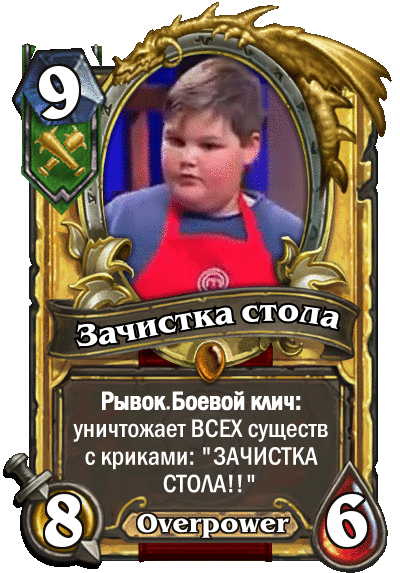 9
Зачистка стола
Рывок.Боевой клич:
уничтожает ВСЕХ существ
с криками: "ЗАЧИСТКА
СТОЛА!!"
8
Overpower
6